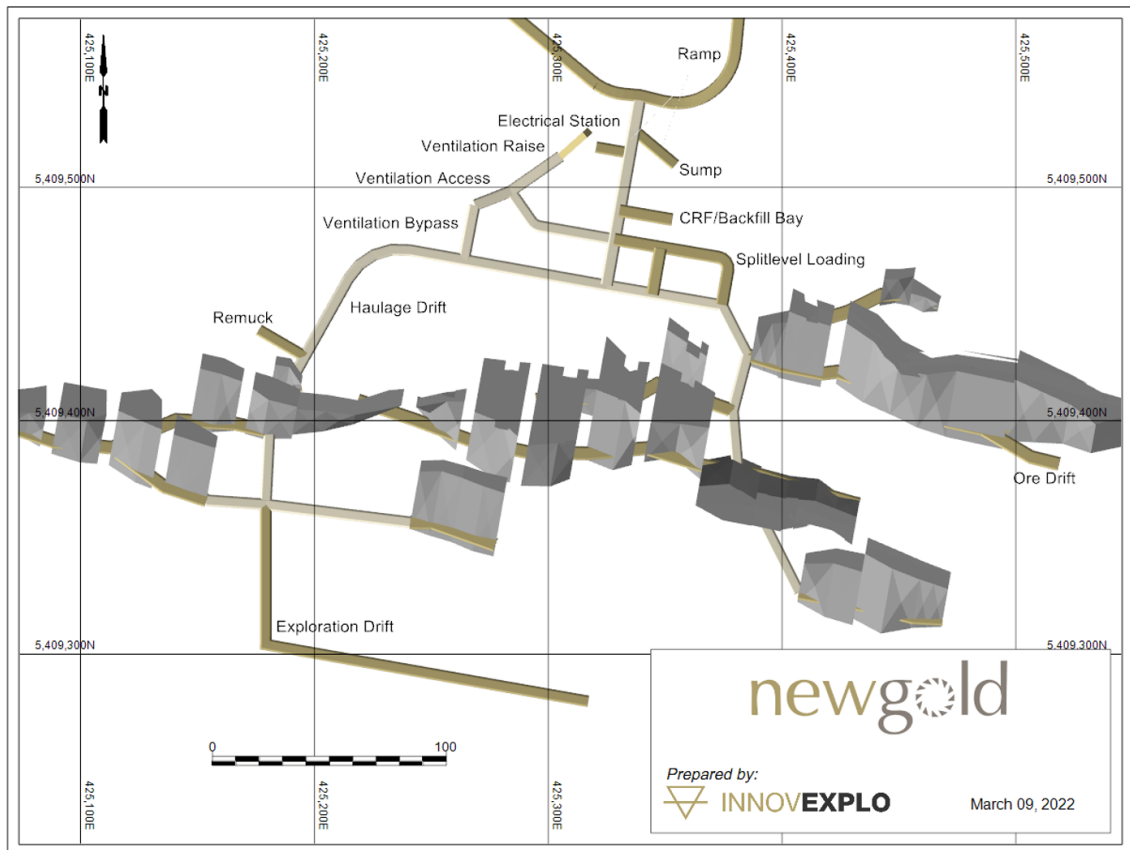 425,100E
425,200E
425,300E
425,400E
425,500E
Ramp
N
Electrical Station
Ventilation Raise
Sump
Ventilation Access
5,409,500N
5,409,500N
Ventilation Bypass
CRF/Backfill Bay
Splitlevel Loading
Haulage Drift
Remuck
5,409,400N
5,409,400N
Ore Drift
Exploration Drift
5,409,300N
5,409,300N
newgold
0
100
Prepared by:
INNOVEXPLO
March 09, 2022
425,100E
425,200E
425,300E